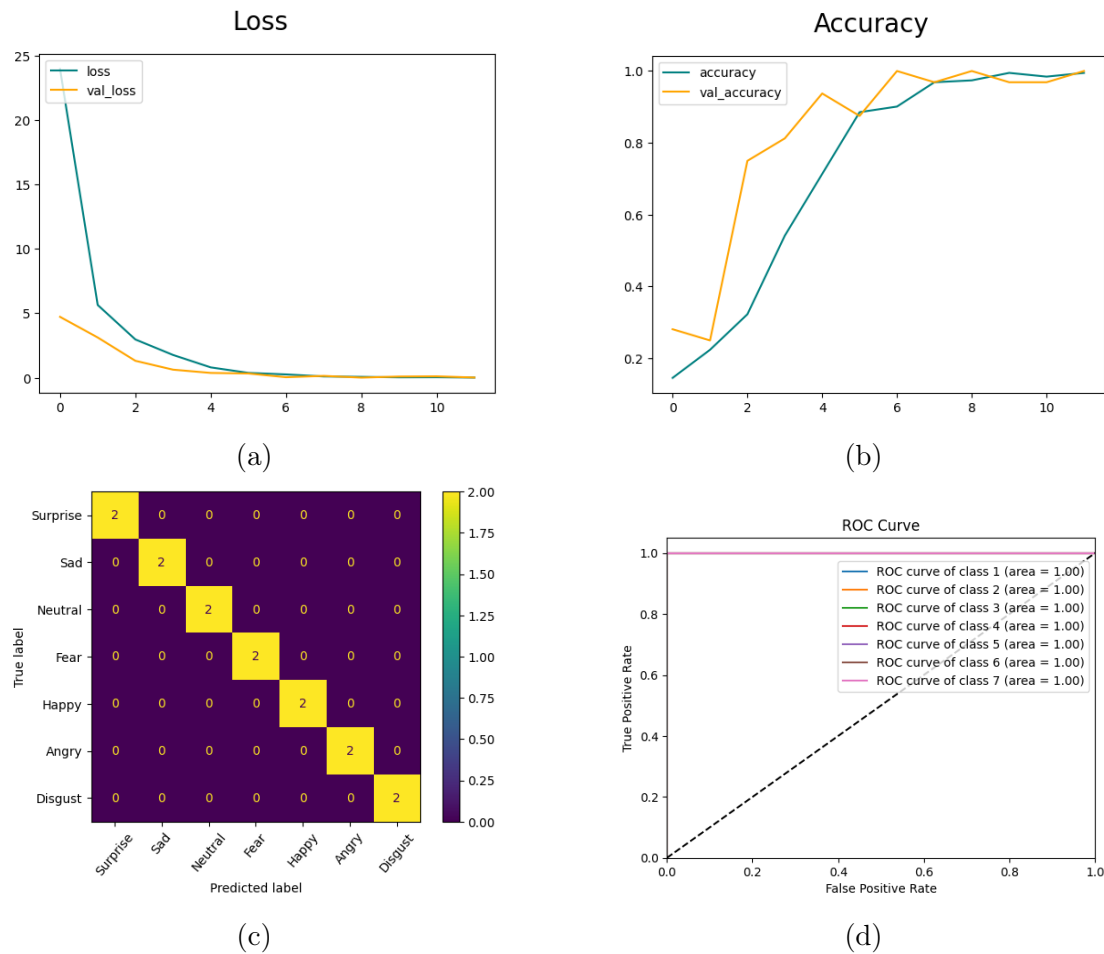 Loss
25
20
15
10
5
0
loss
val_loss
0 2 4 6 8 10
(a)
Accuracy
1.0
0.8
0.6
0.4
0.2
accuracy
val_accuracy
0 2 4 6 8 10
(b)
True label
Surprise 2 0 0 0 0 0 0
Sad 0 2 0 0 0 0 0
Neutral 0 0 2 0 0 0 0
Fear 0 0 0 2 0 0 0
Happy 0 0 0 0 2 0 0
Angry 0 0 0 0 0 2 0
Disgust 0 0 0 0 0 0 2
Surprise Sad Neutral Fear Happy Angry Disgust
Predicted label
2.00
1.75
1.50
1.25
1.00
0.75
0.50
0.25
0.00
(c)
ROC Curve
True Positive Rate
1.0
0.8
0.6
0.4
0.2
0.0
ROC curve of class 1 (area = 1.00)
ROC curve of class 2 (area = 1.00)
ROC curve of class 3 (area = 1.00)
ROC curve of class 4 (area = 1.00)
ROC curve of class 5 (area = 1.00)
ROC curve of class 6 (area = 1.00)
ROC curve of class 7 (area = 1.00)
0.0 0.2 0.4 0.6 0.8 1.0
False Positive Rate
(d)